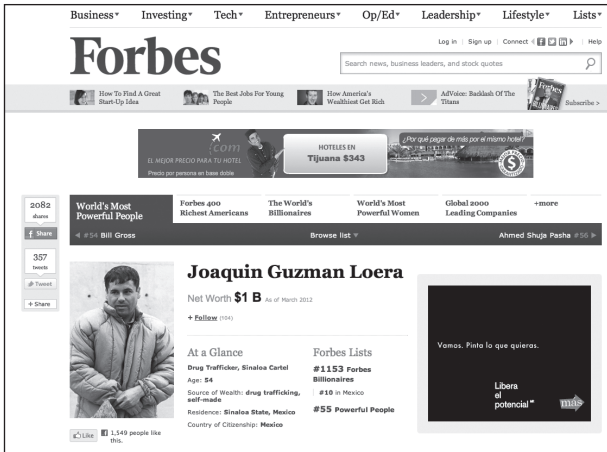 Business Investing Tech Entrepreneurs Op/Ed Leadership Lifestyle Lists
Log in | Sign up | Connect | Help
Forbes
Search news, business leaders, and stock quotes
How To Find A Great
Start-Up Idea
The Best Jobs For Young
People
How America's
Wealthiest Get Rich
AdVoice: Backlash Of The
Titans
Forbes
Subscribe >
.com
EL MEJOR PRECIO PARA TU HOTEL
Precio por persona en base doble
HOTELES EN
Tijuana $343
¿Por qué pagar de más por el mismo hotel?
2082
shares
Share
357
tweets
Tweet
+ Share
World's Most
Powerful People
Forbes 400
Richest Americans
The World's
Billionaires
World's Most
Powerful Women
Global 2000
Leading Companies
+more
#54 Bill Gross
Browse list
Ahmed Shuja Pasha #56
Joaquin Guzman Loera
Net Worth $1 B As of March 2012
+ Follow (104)
At a Glance
Drug Trafficker, Sinaloa Cartel
Age: 54
Source of Wealth: drug trafficking,
self-made
Residence: Sinaloa State, Mexico
Country of Citizenship: Mexico
Forbes Lists
#1153 Forbes
Billionaires
#10 in Mexico
#55 Powerful People
Vamos. Pinta lo que quieras.
Libera
el
potencial
más
Like
1,549 people like
this.